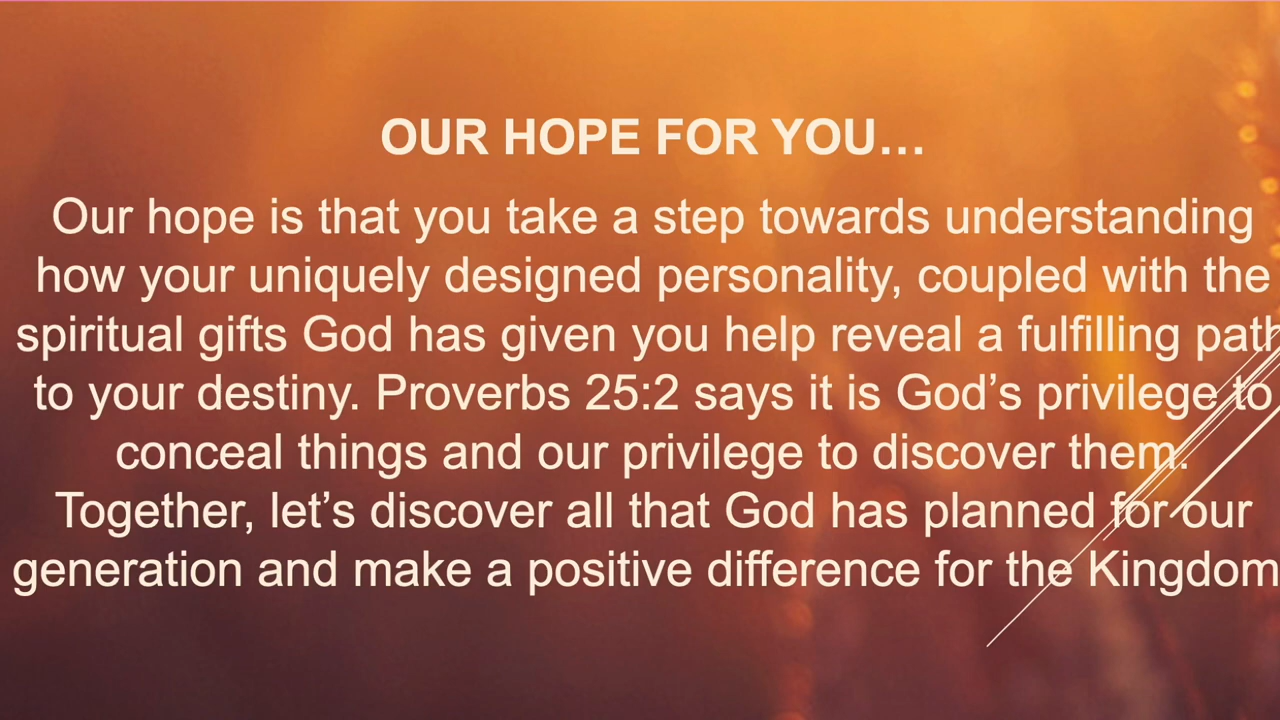 OUR HOPE FOR YOU…
Our hope is that you take a step towards understanding
how your uniquely designed personality, coupled with the
spiritual gifts God has given you help reveal a fulfilling path
to your destiny. Proverbs 25:2 says it is God’s privilege to
conceal things and our privilege to discover them.
Together, let’s discover all that God has planned for our
generation and make a positive difference for the Kingdom